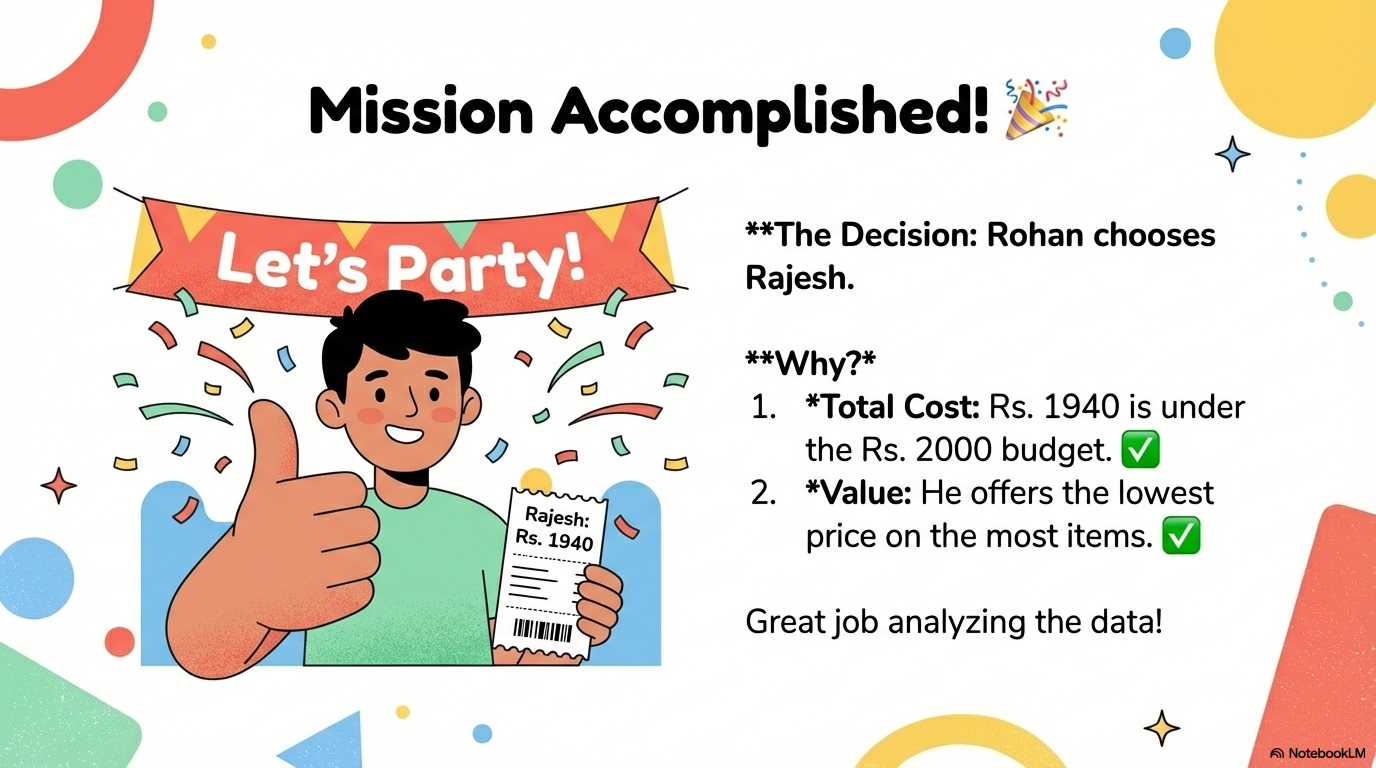 Mission Accomplished! 🎉
Let's Party!
Rajesh:
Rs. 1940
**The Decision: Rohan chooses
Rajesh.
**Why?*
1. *Total Cost: Rs. 1940 is under
the Rs. 2000 budget. ✅
2. *Value: He offers the lowest
price on the most items. ✅
Great job analyzing the data!
NotebookLM